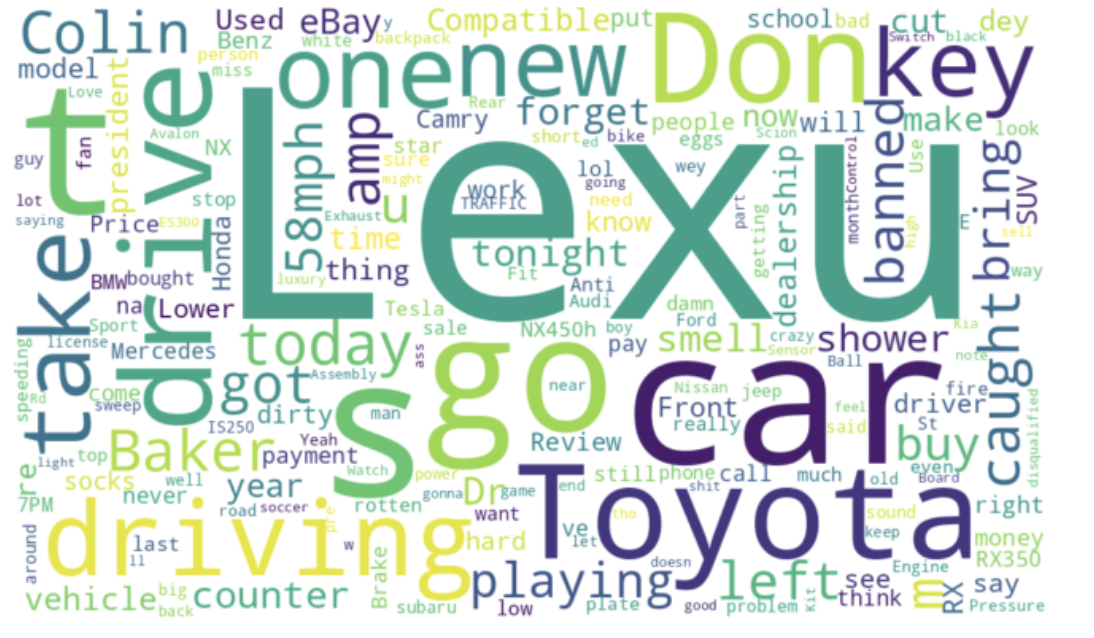 Colin
Used
eBay
y
Compatible
put
school
bad
cut
dey
Benz
white
backpack
Switch
black
model
person
miss
president
drive
one
new
Don
key
Love
t
fan
guy
lot
saying
take
Avalon
NX
stop
58mph
amp
star
sure
might
u
Camry
Rear
forget
short
ed
bike
people
now
will
make
look
eggs
Scion
Use
banned
bring
SUV
Lexu
lol
going
wey
work
TRAFFIC
need
know
part
getting
dealership
monthControl
high
E
sell
way
Price
ES300
Honda
Exhaust
time
thing
luxury
tonight
Fit
Anti
Audi
BMW
bought
na
Lower
Sport
license
Mercedes
Tesla
sale
NX450h
boy
pay
damn
Ford
smell
crazy
Sensor
shower
Kia
note
caught
today
ass
go
near
car
Ball
fire
driver
St
speeding
Rd
come
sweep
got
Assembly
dirty
IS250
s
man
Nissan
jeep
Front
really
feel
said
buy
disqualified
Review
Baker
Yeah
payment
Watch
light
top
socks
re
7PM
well
never
year
road
soccer
rotten
power
gonna
Dr
game
end
want
still
phone
shit
call
much
old
even
Board
right
driving
pre
last
ll
w
hard
Toyota
ve
let
tho
sound
keep
money
RX350
around
vehicle
big
back
counter
Brake
subaru
playing
low
plate
doesn
good
left
problem
Kit
see
think
Engine
m
RX
say
Pressure